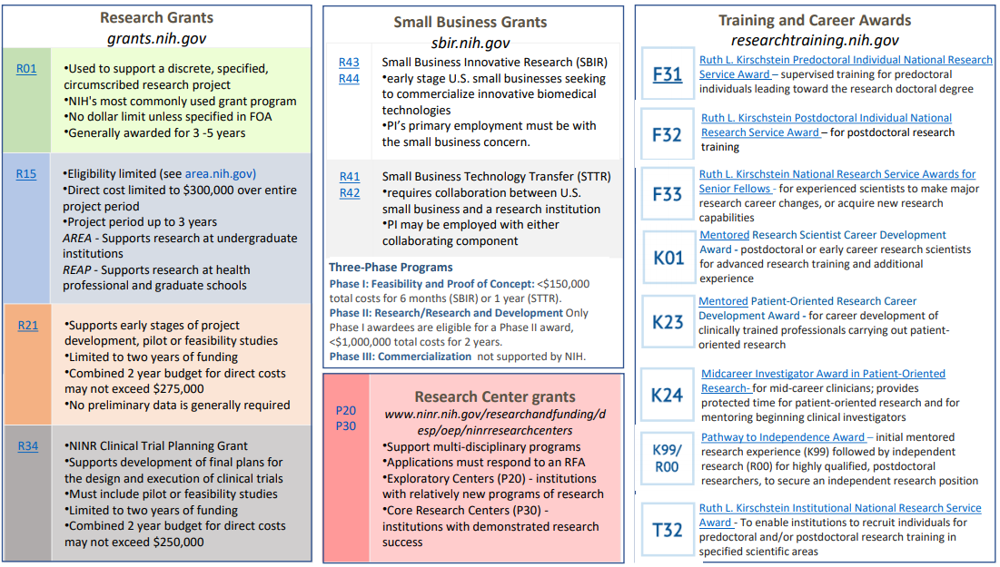 Research Grants
grants.nih.gov
R01
•Used to support a discrete, specified,
circumscribed research project
•NIH's most commonly used grant program
•No dollar limit unless specified in FOA
•Generally awarded for 3 -5 years
R15
•Eligibility limited (see area.nih.gov)
•Direct cost limited to $300,000 over entire
project period
•Project period up to 3 years
AREA - Supports research at undergraduate
institutions
REAP - Supports research at health
professional and graduate schools
R21
•Supports early stages of project
development, pilot or feasibility studies
•Limited to two years of funding
•Combined 2 year budget for direct costs
may not exceed $275,000
•No preliminary data is generally required
R34
•NINR Clinical Trial Planning Grant
•Supports development of final plans for
the design and execution of clinical trials
•Must include pilot or feasibility studies
•Limited to two years of funding
•Combined 2 year budget for direct costs
may not exceed $250,000
Small Business Grants
sbir.nih.gov
R43
R44
Small Business Innovative Research (SBIR)
•early stage U.S. small businesses seeking
to commercialize innovative biomedical
technologies
•PI's primary employment must be with
the small business concern.
R41
R42
Small Business Technology Transfer (STTR)
•requires collaboration between U.S.
small business and a research institution
•PI may be employed with either
collaborating component
Three-Phase Programs
Phase I: Feasibility and Proof of Concept: <$150,000
total costs for 6 months (SBIR) or 1 year (STTR).
Phase II: Research/Research and Development Only
Phase I awardees are eligible for a Phase II award,
<$1,000,000 total costs for 2 years.
Phase III: Commercialization not supported by NIH.
P20
P30
Research Center grants
www.ninr.nih.gov/researchandfunding/d
esp/oep/ninrresearchcenters
•Support multi-disciplinary programs
•Applications must respond to an RFA
•Exploratory Centers (P20) - institutions
with relatively new programs of research
•Core Research Centers (P30) -
institutions with demonstrated research
success
Training and Career Awards
researchtraining.nih.gov
F31
Ruth L. Kirschstein Predoctoral Individual National Research
Service Award – supervised training for predoctoral
individuals leading toward the research doctoral degree
F32
Ruth L. Kirschstein Postdoctoral Individual National
Research Service Award – for postdoctoral research
training
F33
Ruth L. Kirschstein National Research Service Awards for
Senior Fellows - for experienced scientists to make major
research career changes, or acquire new research
capabilities
K01
Mentored Research Scientist Career Development
Award - postdoctoral or early career research scientists
for advanced research training and additional
experience
K23
Mentored Patient-Oriented Research Career
Development Award - for career development of
clinically trained professionals carrying out patient-
oriented research
K24
Midcareer Investigator Award in Patient-Oriented
Research- for mid-career clinicians; provides
protected time for patient-oriented research and for
mentoring beginning clinical investigators
K99/
R00
Pathway to Independence Award – initial mentored
research experience (K99) followed by independent
research (R00) for highly qualified, postdoctoral
researchers, to secure an independent research position
T32
Ruth L. Kirschstein Institutional National Research Service
Award - To enable institutions to recruit individuals for
predoctoral and/or postdoctoral research training in
specified scientific areas